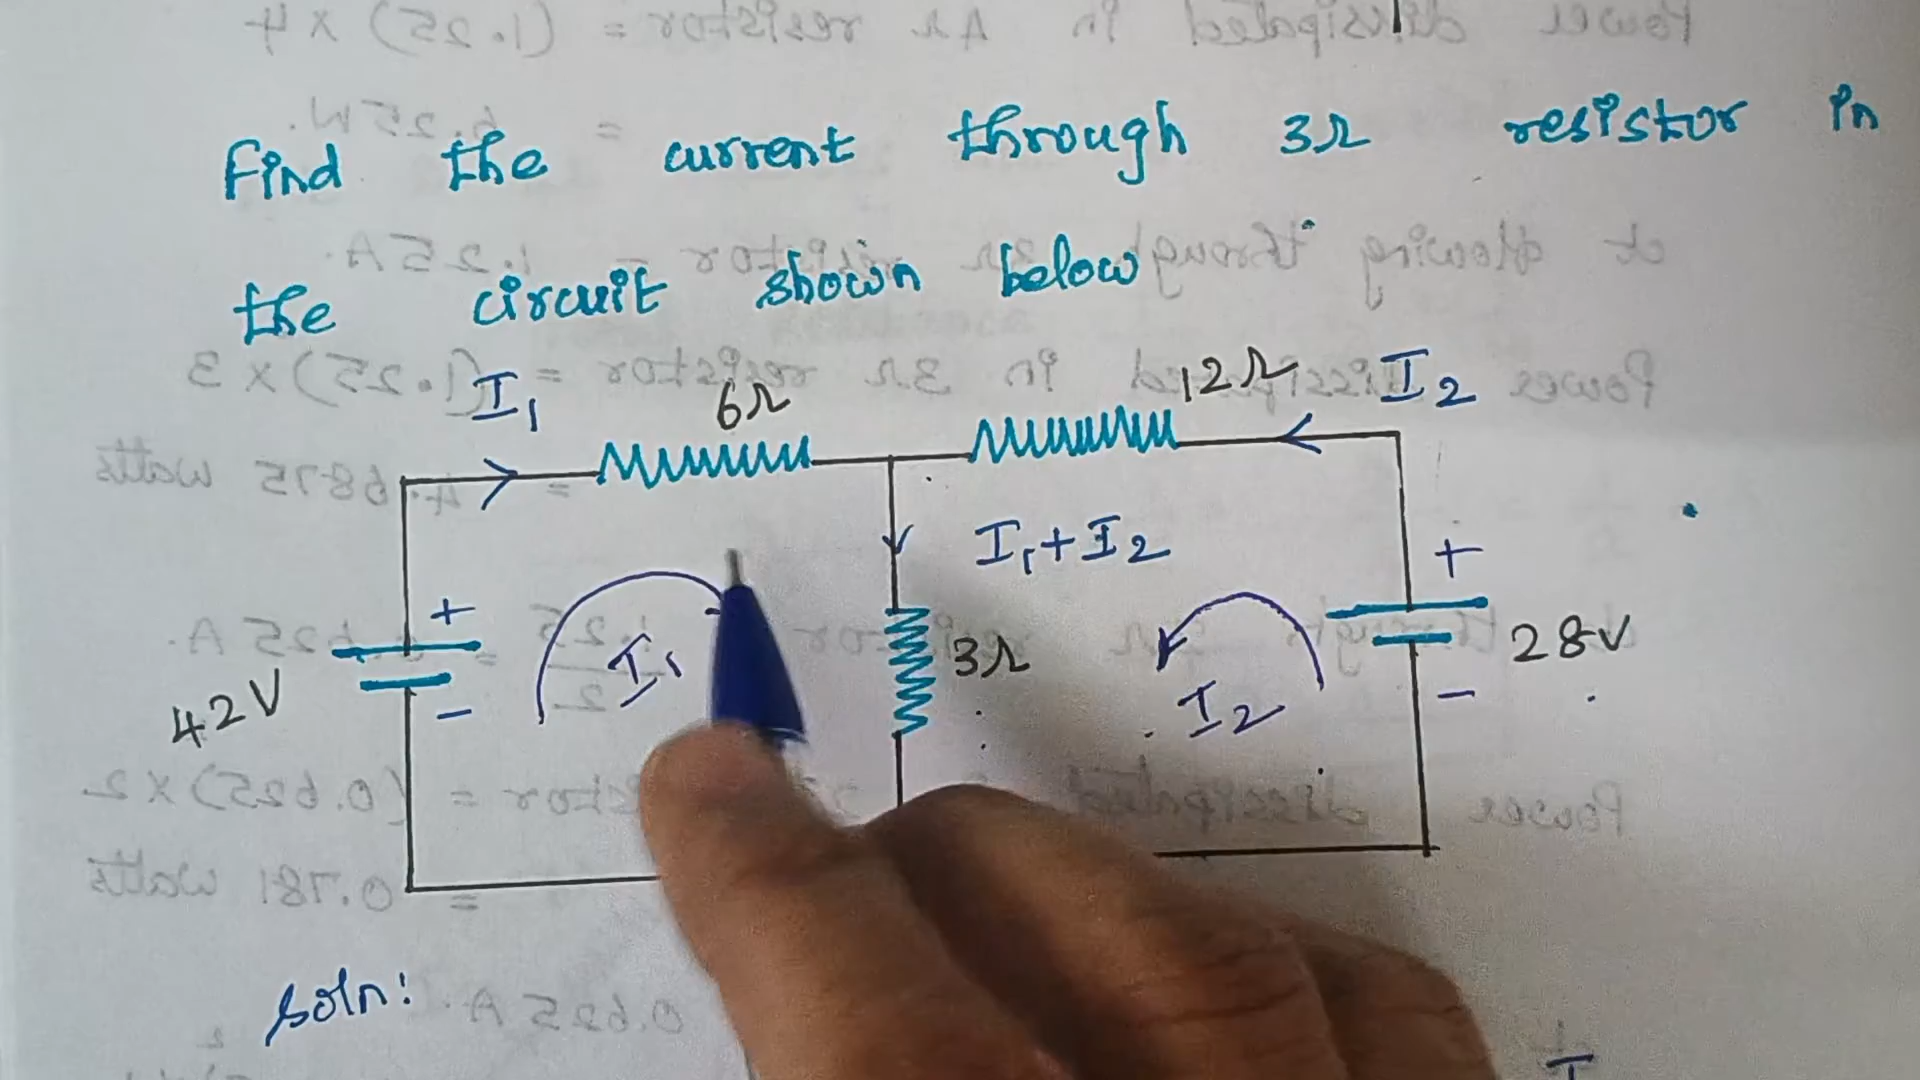 Find the current through 3Ω resistor in
the circuit shown below
I1 6Ω 12Ω I2
I1+I2
+ +
42V I1 3Ω I2 28V
- -
Soln: